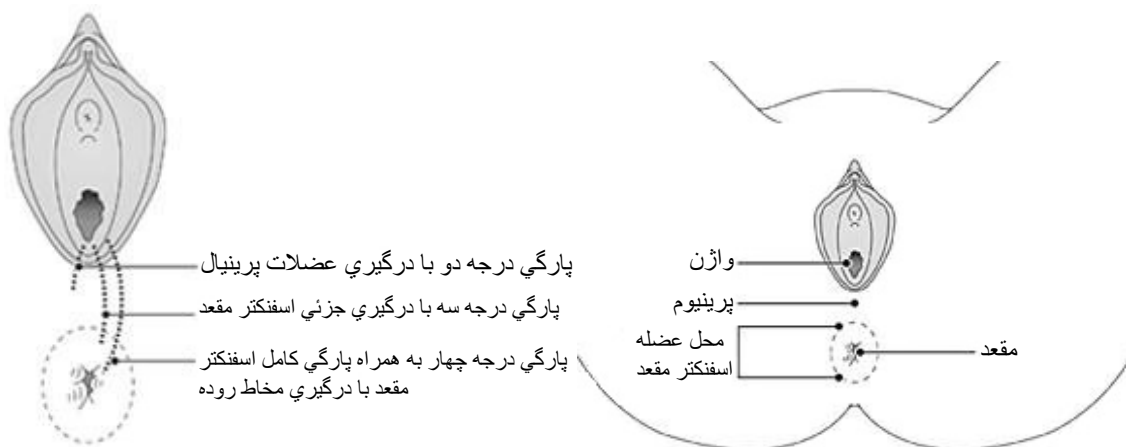 پارگي درجه دو با درگيري عضلات پرينيال
پارگي درجه سه با درگيري جزئي اسفنكتر مقعد
پارگي درجه چهار به همراه پارگي كامل اسفنكتر
مقعد با درگيري مخاط روده
واژن
پرينيوم
محل عضله
اسفنكتر مقعد
مقعد